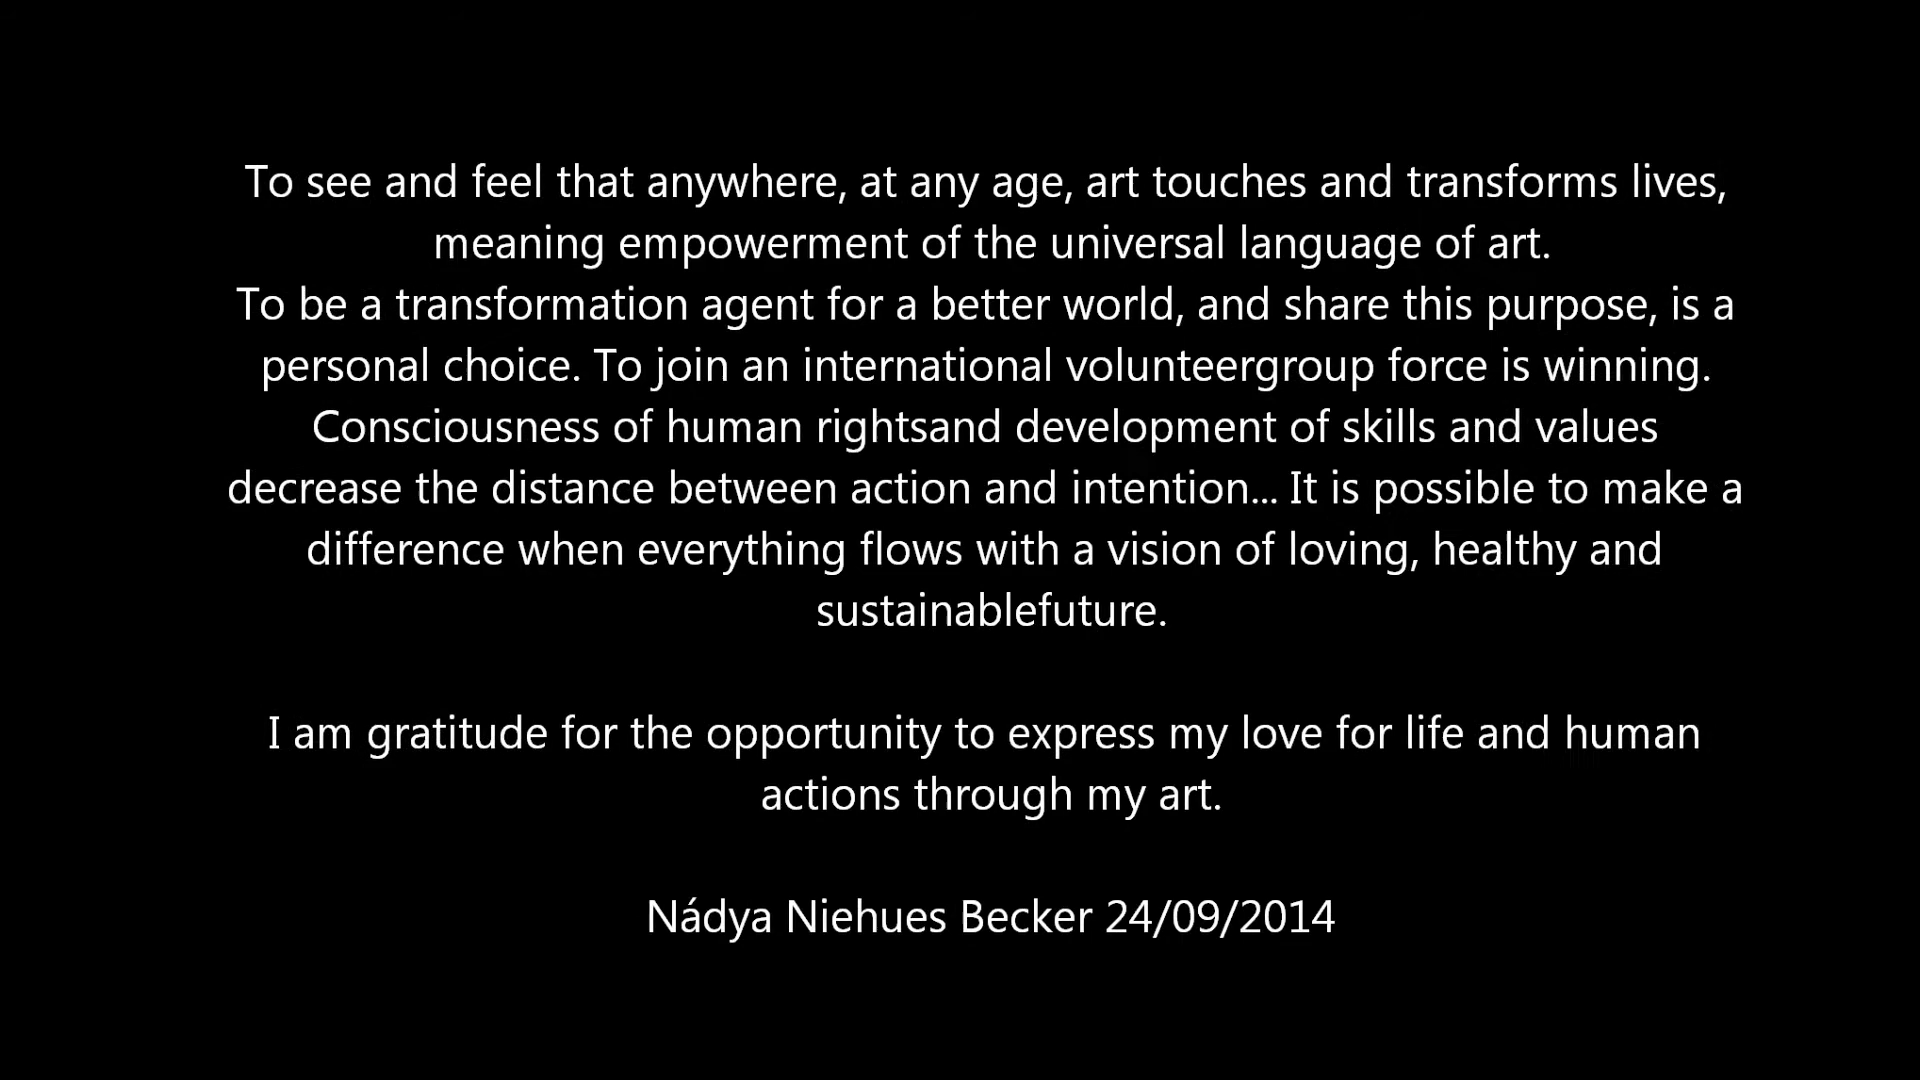 To see and feel that anywhere, at any age, art touches and transforms lives,
meaning empowerment of the universal language of art.
To be a transformation agent for a better world, and share this purpose, is a
personal choice. To join an international volunteergroup force is winning.
Consciousness of human rightsand development of skills and values
decrease the distance between action and intention... It is possible to make a
difference when everything flows with a vision of loving, healthy and
sustainablefuture.
I am gratitude for the opportunity to express my love for life and human
actions through my art.
Nádya Niehues Becker 24/09/2014